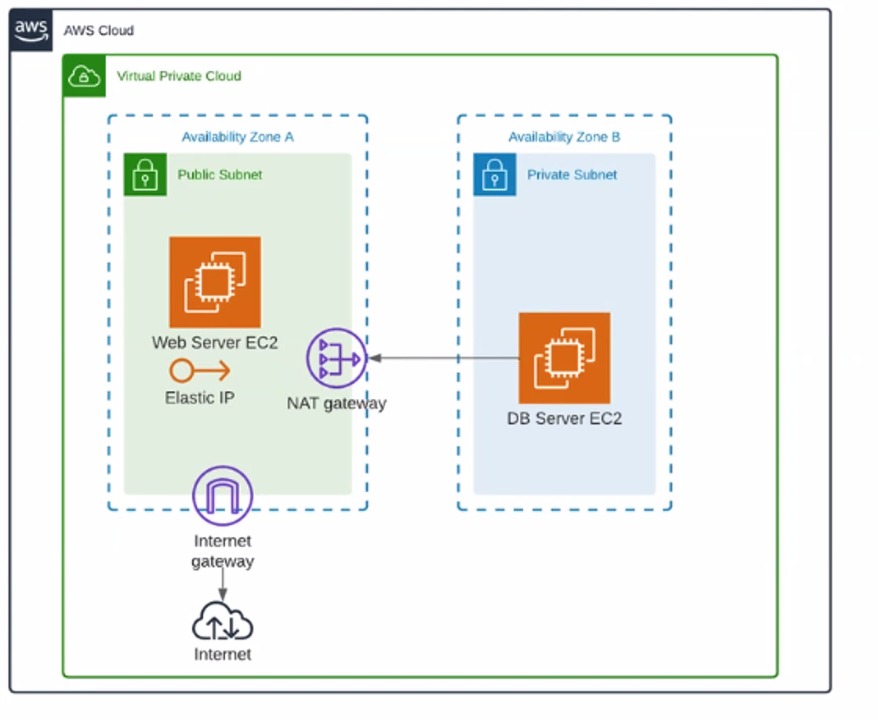 aws
AWS Cloud
Virtual Private Cloud
Availability Zone A
Availability Zone B
Public Subnet
Private Subnet
Web Server EC2
Elastic IP
NAT gateway
DB Server EC2
Internet
gateway
Internet